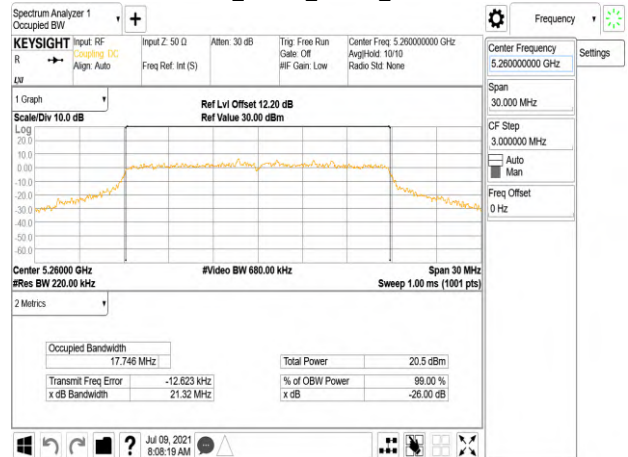 Spectrum Analyzer 1
Occupied BW
Frequency
KEYSIGHT
R
LXI
Input: RF
Coupling: DC
Align: Auto
Input Z: 50 Ω
Freq Ref: Int (S)
Atten: 30 dB
Trig: Free Run
Gate: Off
#IF Gain: Low
Center Freq: 5.260000000 GHz
Avg|Hold: 10/10
Radio Std: None
Center Frequency
5.260000000 GHz
Settings
Span
30.000 MHz
CF Step
3.000000 MHz
Auto
Man
Freq Offset
0 Hz
1 Graph
Scale/Div 10.0 dB
Ref Lvl Offset 12.20 dB
Ref Value 30.00 dBm
Log
20.0
10.0
0.00
-10.0
-20.0
-30.0
-40.0
-50.0
-60.0
Center 5.26000 GHz
#Res BW 220.00 kHz
#Video BW 680.00 kHz
Span 30 MHz
Sweep 1.00 ms (1001 pts)
2 Metrics
Occupied Bandwidth
17.746 MHz
Total Power 20.5 dBm
Transmit Freq Error -12.623 kHz
% of OBW Power 99.00 %
x dB Bandwidth 21.32 MHz
x dB -26.00 dB
?
Jul 09, 2021
8:08:19 AM